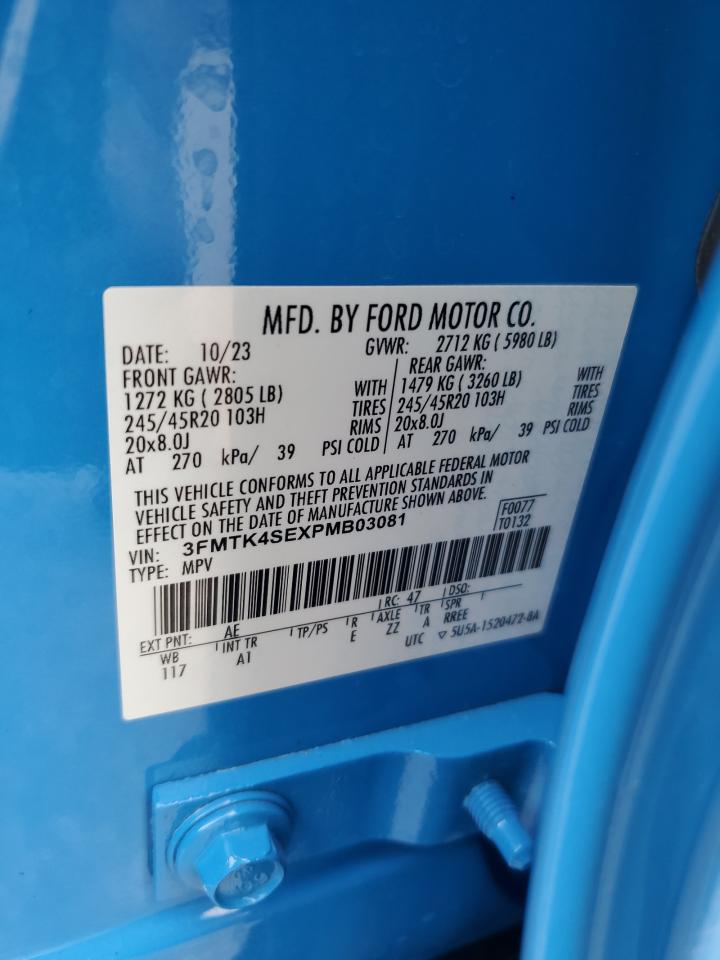 MFD. BY FORD MOTOR CO.
DATE: 10/23 GVWR: 2712 KG ( 5980 LB)
FRONT GAWR: REAR GAWR:
1272 KG ( 2805 LB) WITH 1479 KG ( 3260 LB) WITH
245/45R20 103H TIRES 245/45R20 103H TIRES
20x8.0J RIMS 20x8.0J RIMS
AT 270 kPa/ 39 PSI COLD AT 270 kPa/ 39 PSI COLD
THIS VEHICLE CONFORMS TO ALL APPLICABLE FEDERAL MOTOR
VEHICLE SAFETY AND THEFT PREVENTION STANDARDS IN
EFFECT ON THE DATE OF MANUFACTURE SHOWN ABOVE.
F0077
T0132
VIN: 3FMTK4SEXPMB03081
TYPE: MPV
EXT PNT: AE RC: 47 DSO:
WB INT TR TP/PS R AXLE TR SPR
117 A1 E ZZ A RREE
UTC ▽ 5U5A-1520472-8A